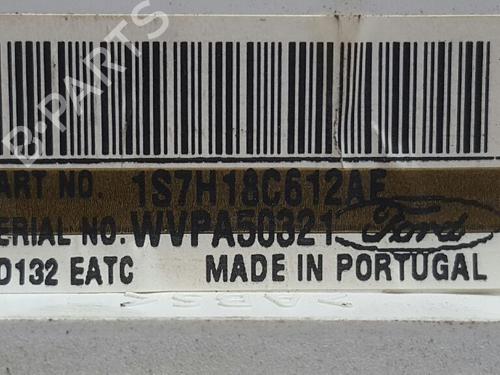 B-PARTS
ART NO. 1S7H18C612AE
ERIAL NO. WVPA50321 Ford
D132 EATC MADE IN PORTUGAL